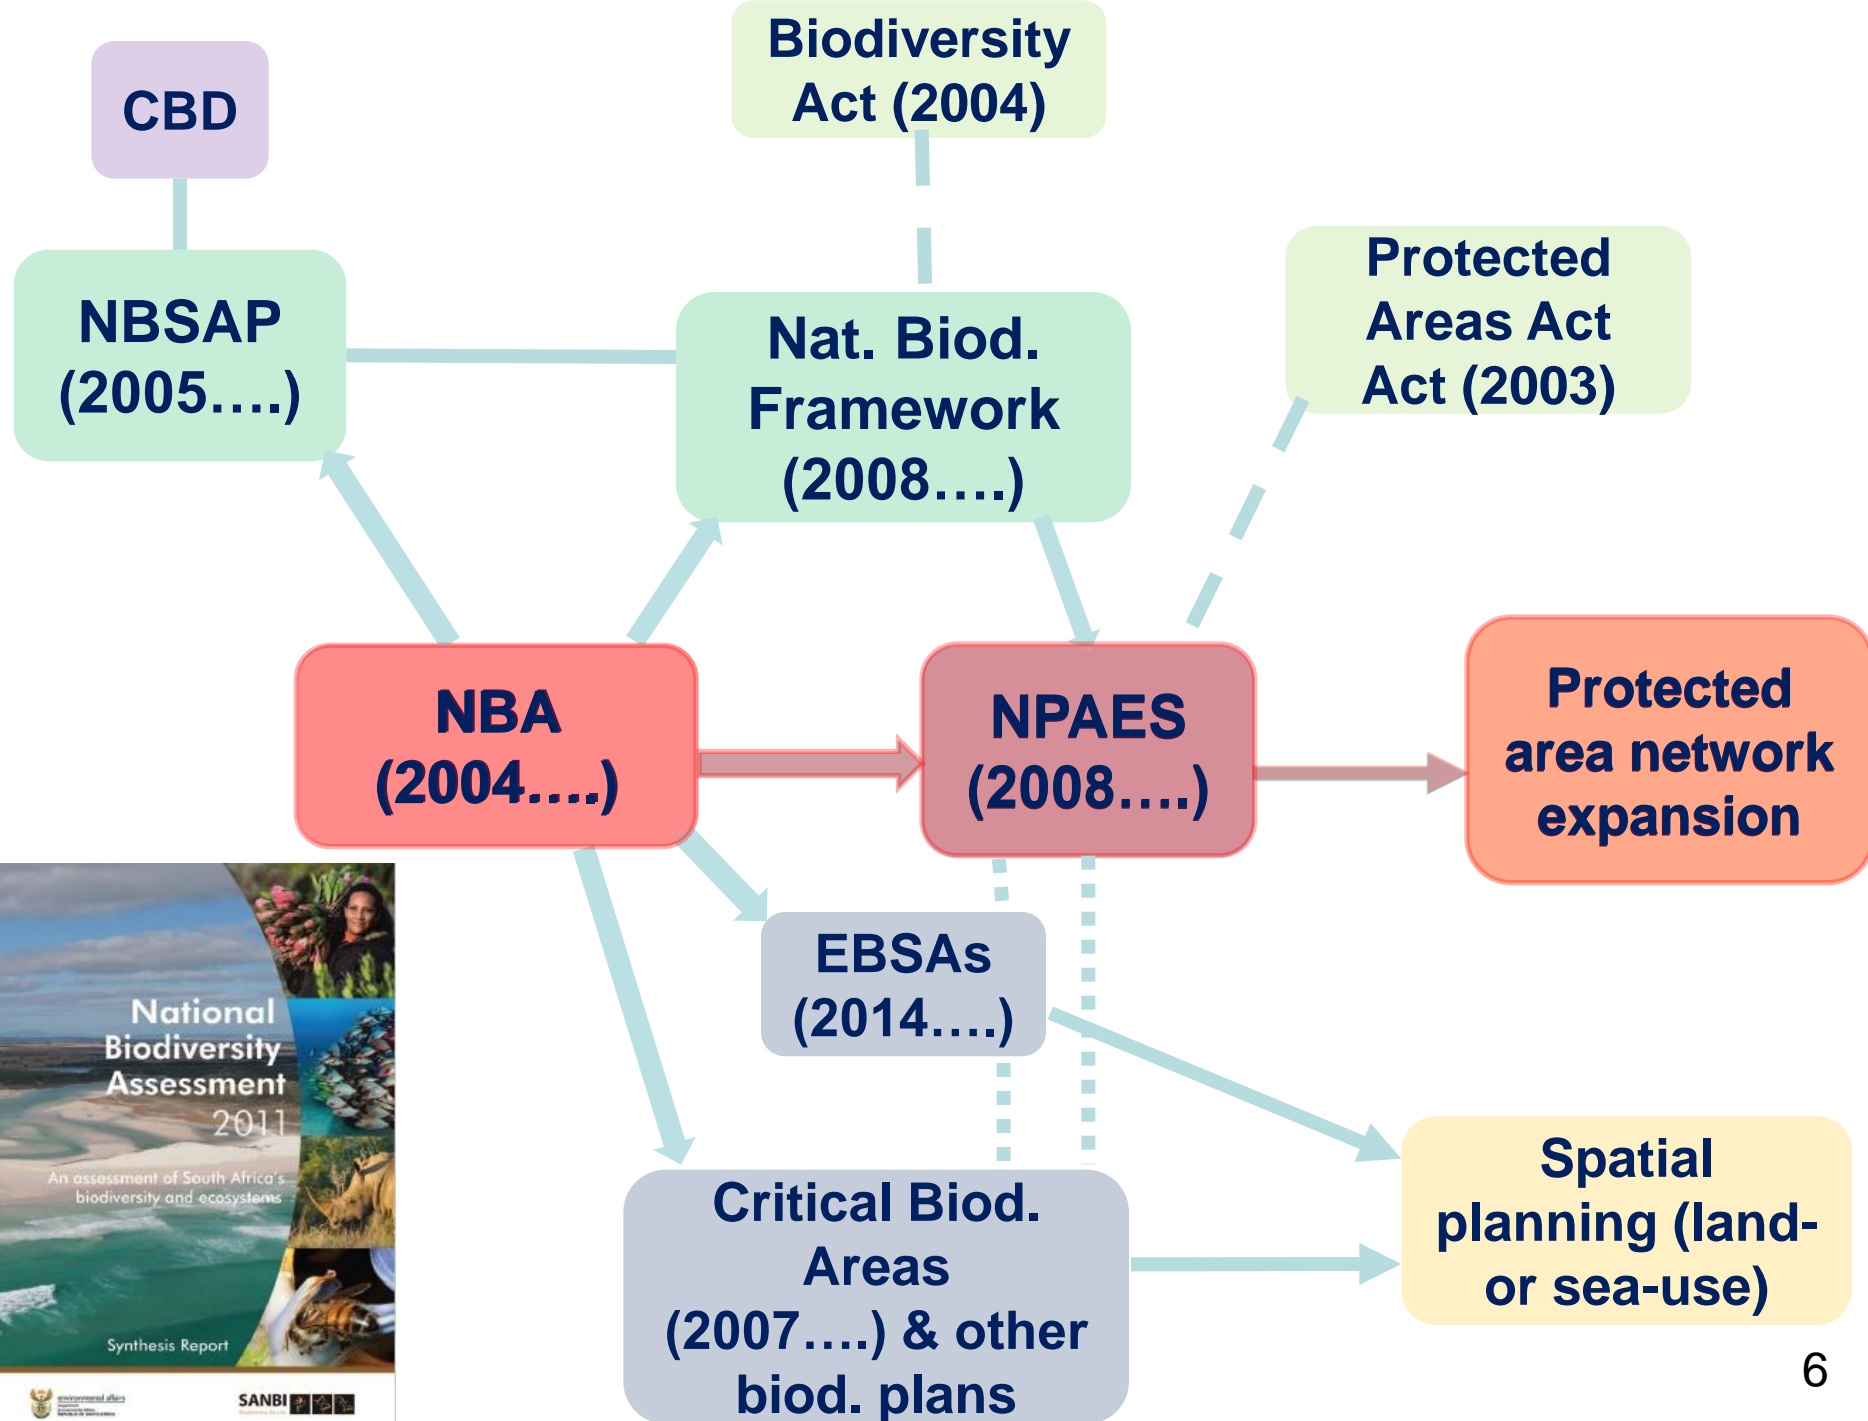 CBD
Biodiversity
Act (2004)
NBSAP
(2005….)
Nat. Biod.
Framework
(2008….)
Protected
Areas Act
Act (2003)
NBA
(2004….)
NPAES
(2008….)
Protected
area network
expansion
EBSAs
(2014….)
Critical Biod.
Areas
(2007….) & other
biod. plans
Spatial
planning (land-
or sea-use)
National
Biodiversity
Assessment
2011
An assessment of South Africa's
biodiversity and ecosystems
Synthesis Report
environmental affairs
SANBI
6